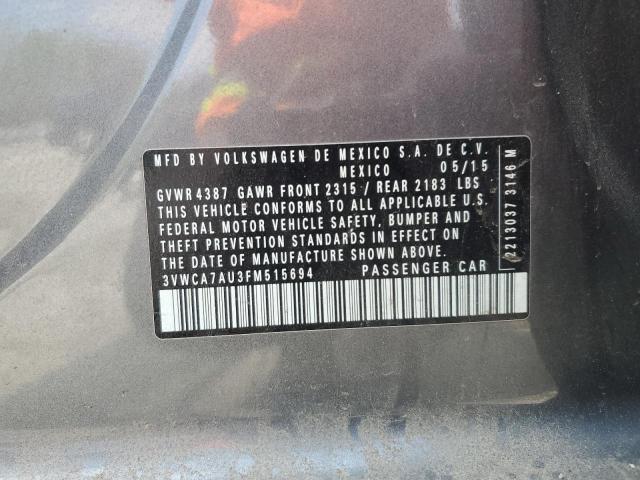 MFD BY VOLKSWAGEN DE MEXICO S.A. DE C.V.
MEXICO 05/15
GVWR 4387 GAWR FRONT 2315 / REAR 2183 LBS
THIS VEHICLE CONFORMS TO ALL APPLICABLE U.S.
FEDERAL MOTOR VEHICLE SAFETY, BUMPER AND
THEFT PREVENTION STANDARDS IN EFFECT ON
THE DATE OF MANUFACTURE SHOWN ABOVE.
3VWCA7AU3FM515694 PASSENGER CAR
2213037 3146 M